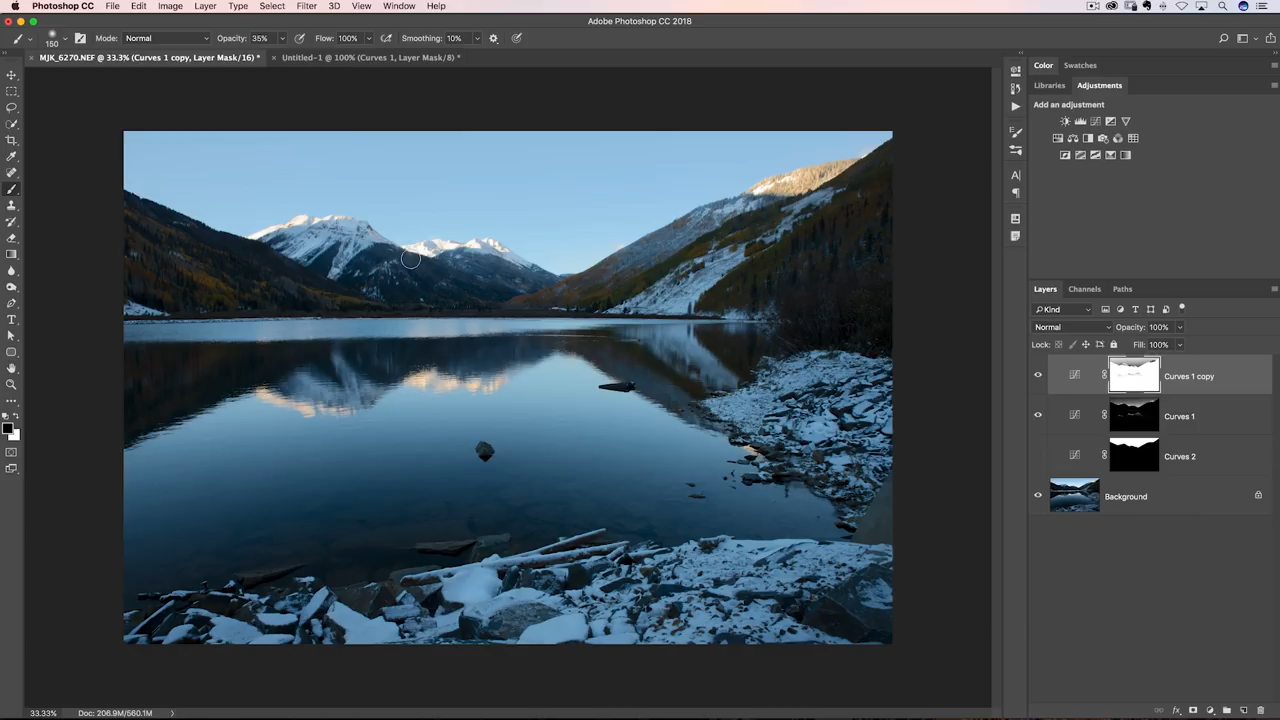 Photoshop CC File Edit Image Layer Type Select Filter 3D View Window Help
Adobe Photoshop CC 2018
150 Mode: Normal Opacity: 35% Flow: 100% Smoothing: 10%
MJK_6270.NEF @ 33.3% (Curves 1 copy, Layer Mask/16) * Untitled-1 @ 100% (Curves 1, Layer Mask/8) *
Color Swatches
Libraries Adjustments
Add an adjustment
Layers Channels Paths
Kind
Normal Opacity: 100%
Lock: Fill: 100%
Curves 1 copy
Curves 1
Curves 2
Background
33.33% Doc: 206.9M/560.1M